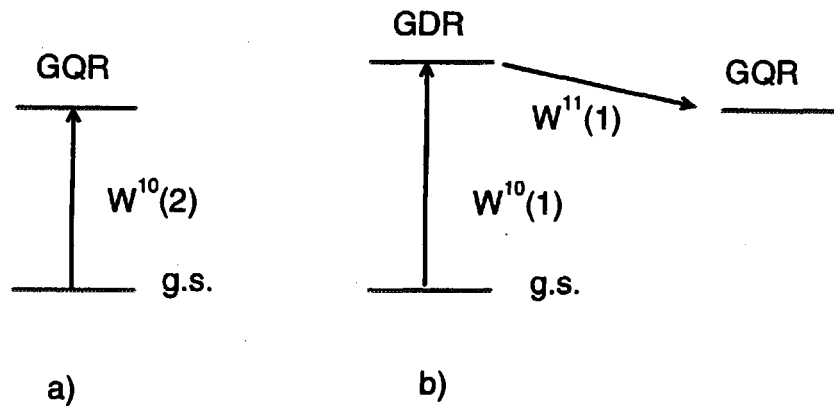 GDR
GQR
GQR
W¹¹(1)
W¹⁰(2)
W¹⁰(1)
g.s.
g.s.
a)
b)